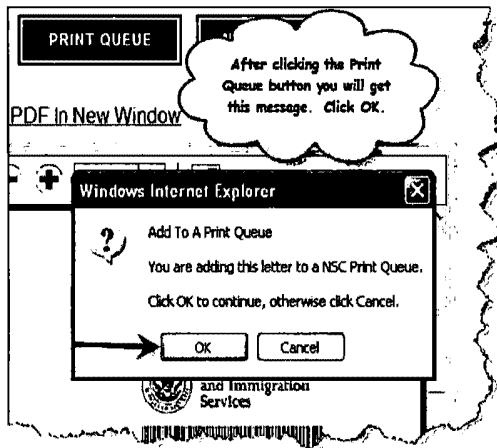 PRINT QUEUE
After clicking the Print
Queue button you will get
this message. Click OK.
PDF In New Window
Windows Internet Explorer
Add To A Print Queue
You are adding this letter to a NSC Print Queue.
Click OK to continue, otherwise click Cancel.
OK
Cancel
and Immigration
Services